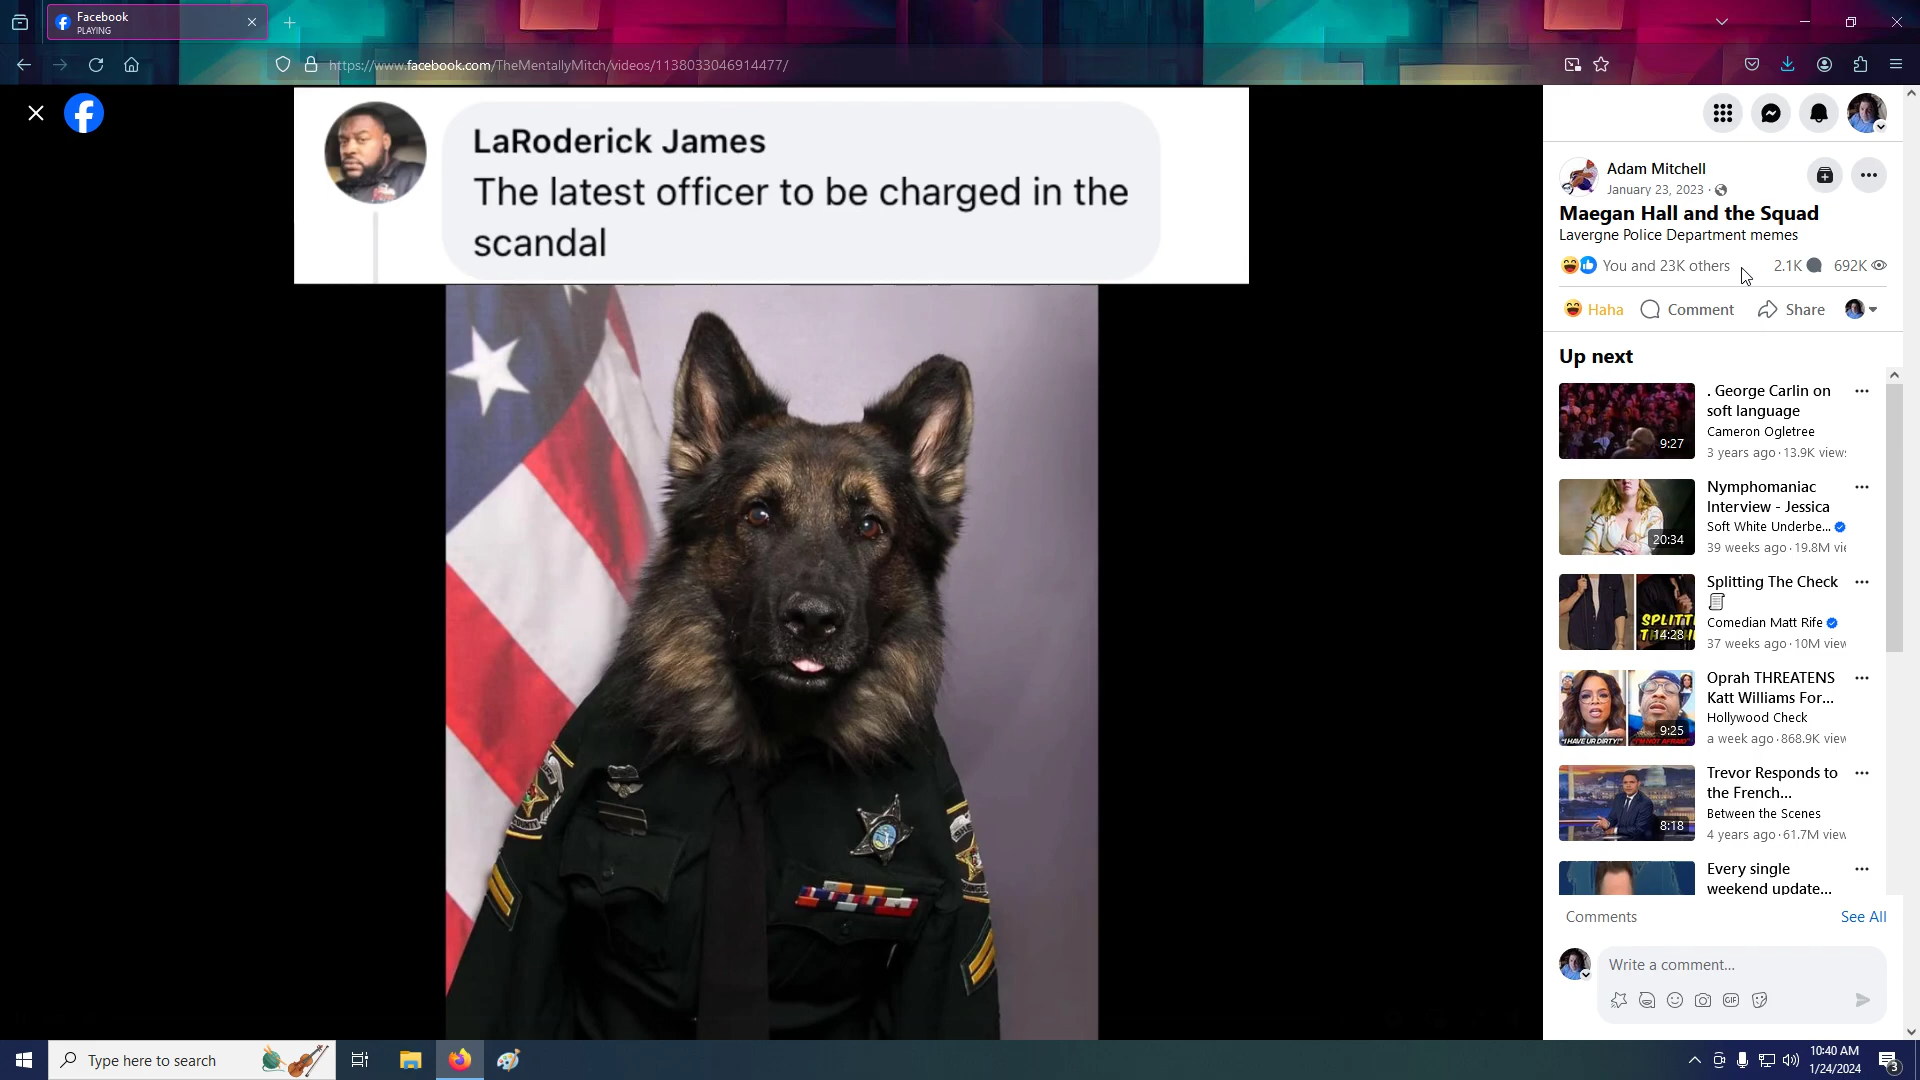 Facebook
PLAYING
https://www.facebook.com/TheMentallyMitch/videos/1138033046914477/
LaRoderick James
The latest officer to be charged in the
scandal
Adam Mitchell
January 23, 2023 ·
Maegan Hall and the Squad
Lavergne Police Department memes
You and 23K others
2.1K
692K
Haha
Comment
Share
Up next
. George Carlin on
soft language
Cameron Ogletree
3 years ago · 13.9K views
9:27
Nymphomaniac
Interview - Jessica
Soft White Underbe...
39 weeks ago · 19.8M vie
20:34
Splitting The Check
Comedian Matt Rife
37 weeks ago · 10M view
SPLITT
14:28
Oprah THREATENS
Katt Williams For...
Hollywood Check
a week ago · 868.9K view
9:25
"I HAVE UR DIRTY!"
Trevor Responds to
the French...
Between the Scenes
4 years ago · 61.7M view
8:18
Every single
weekend update...
Comments
See All
Write a comment...
GIF
Type here to search
10:40 AM
1/24/2024
3